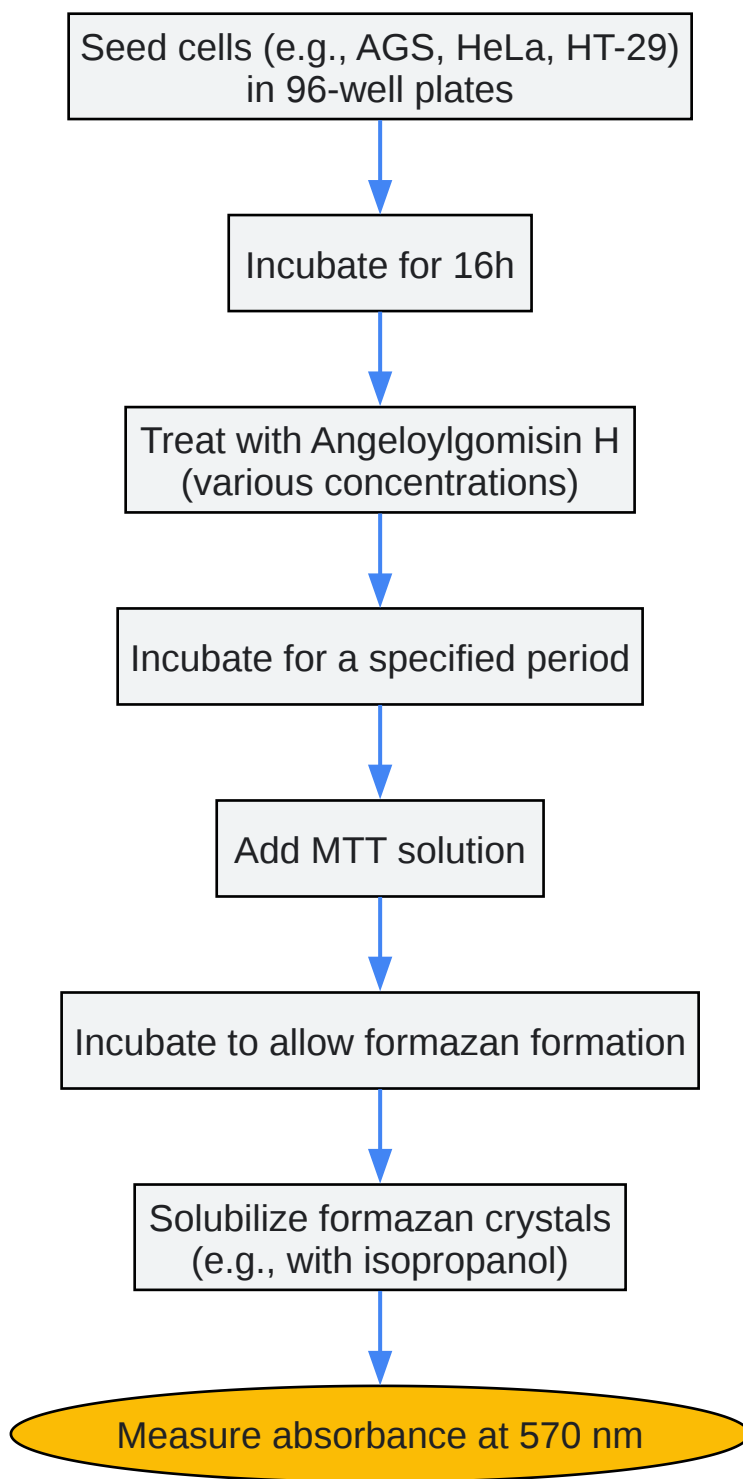 Seed cells (e.g., AGS, HeLa, HT-29)
in 96-well plates
Incubate for 16h
Treat with Angeloylgomisin H
(various concentrations)
Incubate for a specified period
Add MTT solution
Incubate to allow formazan formation
Solubilize formazan crystals
(e.g., with isopropanol)
Measure absorbance at 570 nm